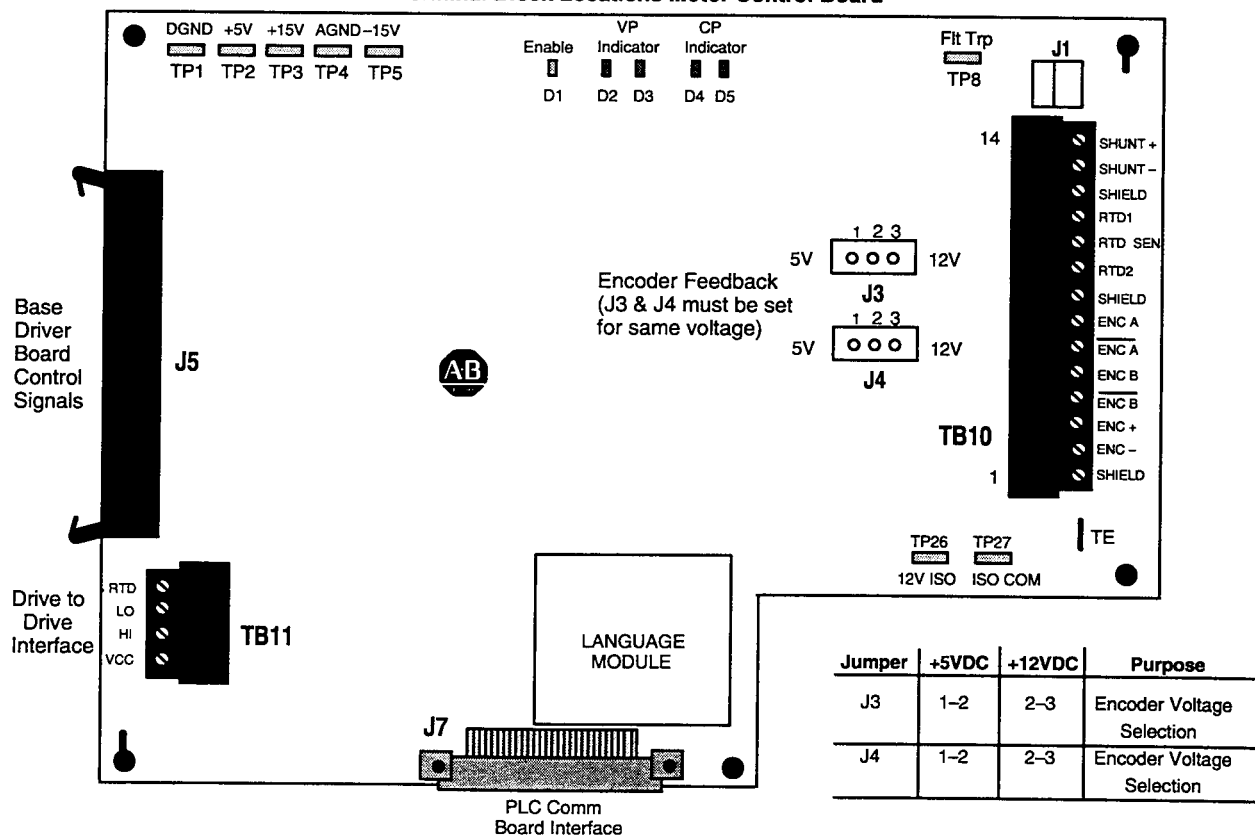 DGND +5V +15V AGND -15V
TP1 TP2 TP3 TP4 TP5
Enable
D1
VP
Indicator
D2 D3
CP
Indicator
D4 D5
Flt Trp
TP8
J1
14
SHUNT +
SHUNT –
SHIELD
RTD1
RTD SEN
RTD2
SHIELD
ENC A
ENC A
ENC B
ENC B
ENC +
ENC –
SHIELD
TB10
1
TE
Encoder Feedback
(J3 & J4 must be set
for same voltage)
1 2 3
5V 12V
J3
1 2 3
5V 12V
J4
Base
Driver
Board
Control
Signals
J5
AB
TP26 TP27
12V ISO ISO COM
Drive to
Drive
Interface
RTD
LO
HI
VCC
TB11
LANGUAGE
MODULE
J7
PLC Comm
Board Interface
Jumper +5VDC +12VDC Purpose
J3 1–2 2–3 Encoder Voltage
Selection
J4 1–2 2–3 Encoder Voltage
Selection